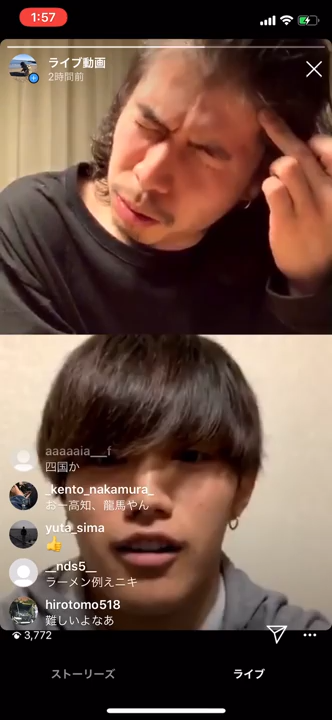 1:57
ライブ動画
2時間前
aaaaaia___f
四国か
_kento_nakamura_
おー高知、龍馬やん
yuta_sima
👍
__nds5__
ラーメン例えニキ
hirotomo518
難しいよなあ
3,772
ストーリーズ ライブ